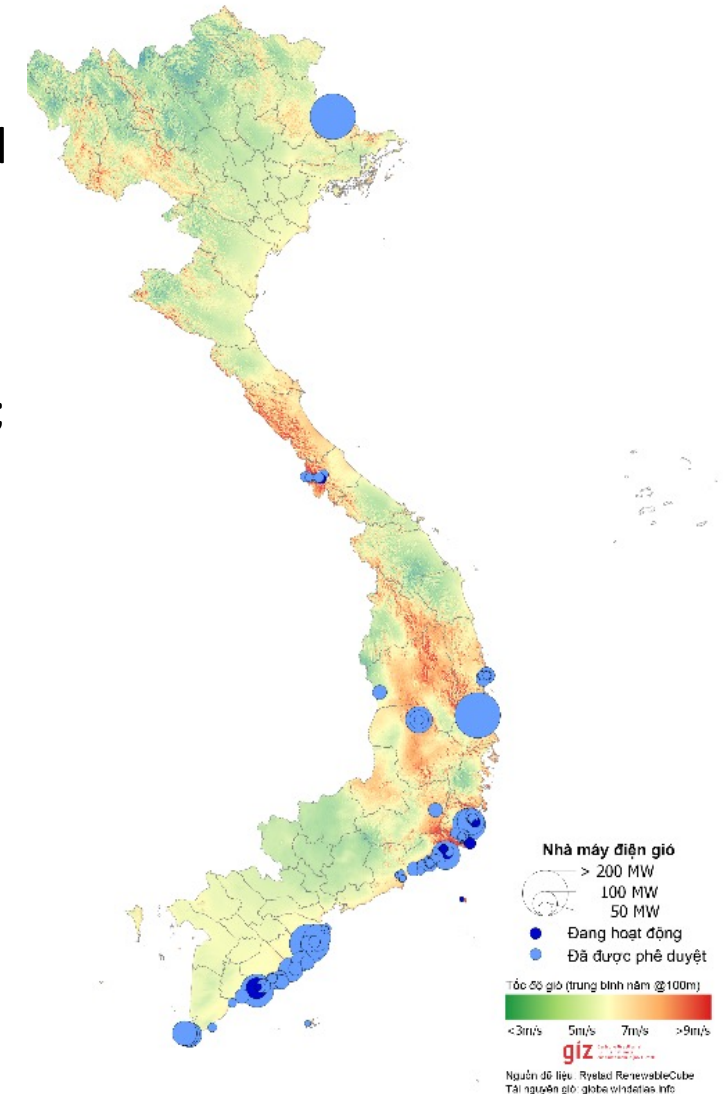 Nhà máy điện gió
> 200 MW
100 MW
50 MW
Đang hoạt động
Đã được phê duyệt
Tốc độ gió (trung bình năm @100m)
<3m/s 5m/s 7m/s >9m/s
giz
Nguồn dữ liệu: Rystad RenewableCube
Tài nguyên gió: globalwindatlas.info